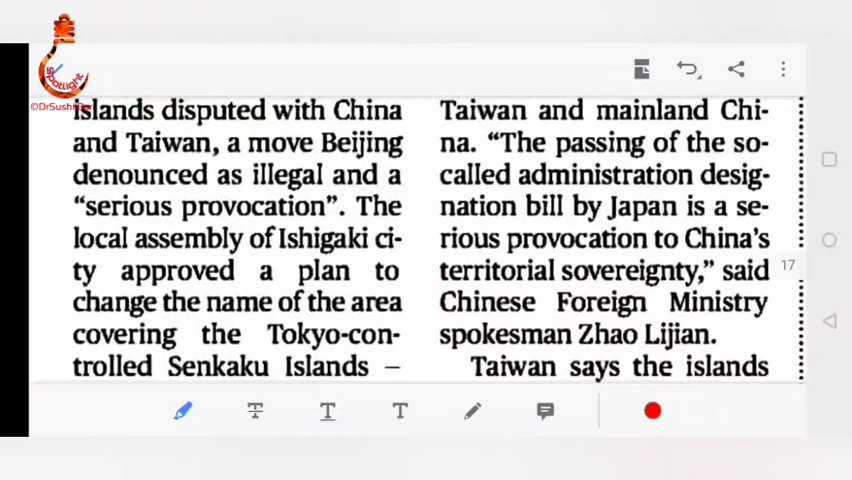 Spotlight
islands disputed with China
and Taiwan, a move Beijing
denounced as illegal and a
“serious provocation”. The
local assembly of Ishigaki ci-
ty approved a plan to
change the name of the area
covering the Tokyo-con-
trolled Senkaku Islands –
Taiwan and mainland Chi-
na. “The passing of the so-
called administration desig-
nation bill by Japan is a se-
rious provocation to China’s
territorial sovereignty,” said
Chinese Foreign Ministry
spokesman Zhao Lijian.
Taiwan says the islands
17